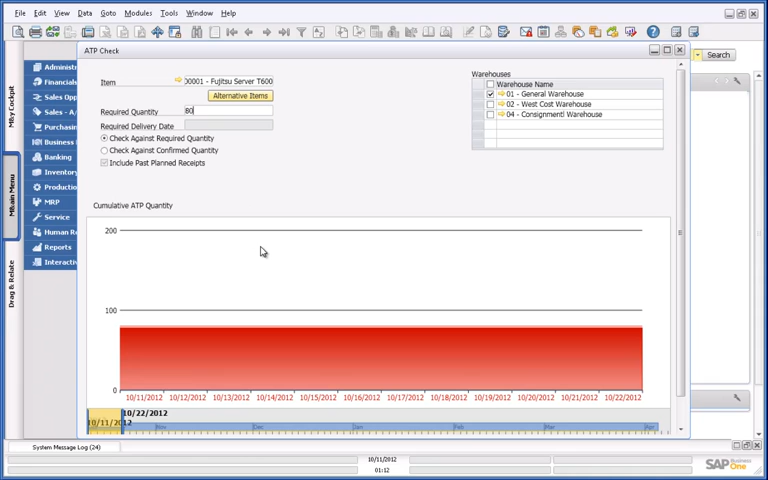 File Edit View Data Goto Modules Tools Window Help
Search
My Cockpit
Main Menu
Drag & Relate
Administr
Financials
Sales Opp
Sales - A/
Purchasin
Business
Banking
Inventory
Productio
MRP
Service
Human Re
Reports
Interactiv
ATP Check
Item 00001 - Fujitsu Server T600
Alternative Items
Required Quantity 80
Required Delivery Date
Check Against Required Quantity
Check Against Confirmed Quantity
Include Past Planned Receipts
Warehouses
Warehouse Name
01 - General Warehouse
02 - West Cost Warehouse
04 - Consignment Warehouse
Cumulative ATP Quantity
200
100
0
10/11/2012 10/12/2012 10/13/2012 10/14/2012 10/15/2012 10/16/2012 10/17/2012 10/18/2012 10/19/2012 10/20/2012 10/21/2012 10/22/2012
10/22/2012
10/11/2012
Nov Dec Jan Feb Mar Apr
System Message Log (24)
10/11/2012
01:12
SAP Business One